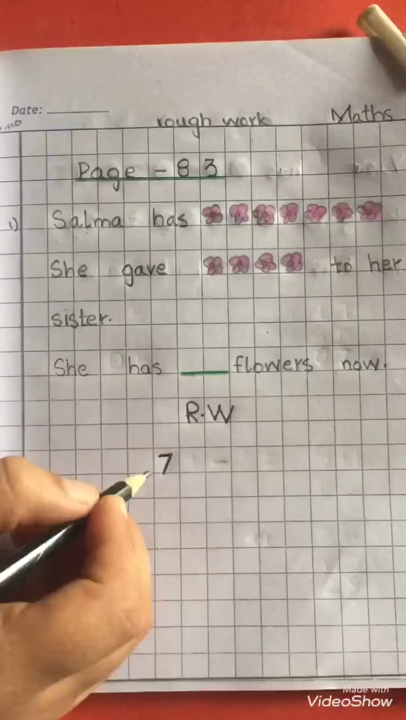 Date:
rough work Maths
Page - 83
1) Salma has
She gave to her
sister.
She has ___ flowers now.
R.W
7 -
Made with
VideoShow